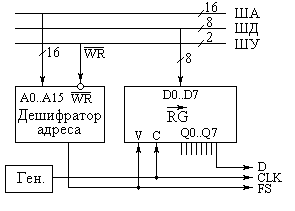 16 ША
8 ШД
2 ШУ
16 WR 8
A0..A15 WR
Дешифратор
адреса
D0..D7
RG
Q0..Q7
V C
Ген.
D
CLK
FS